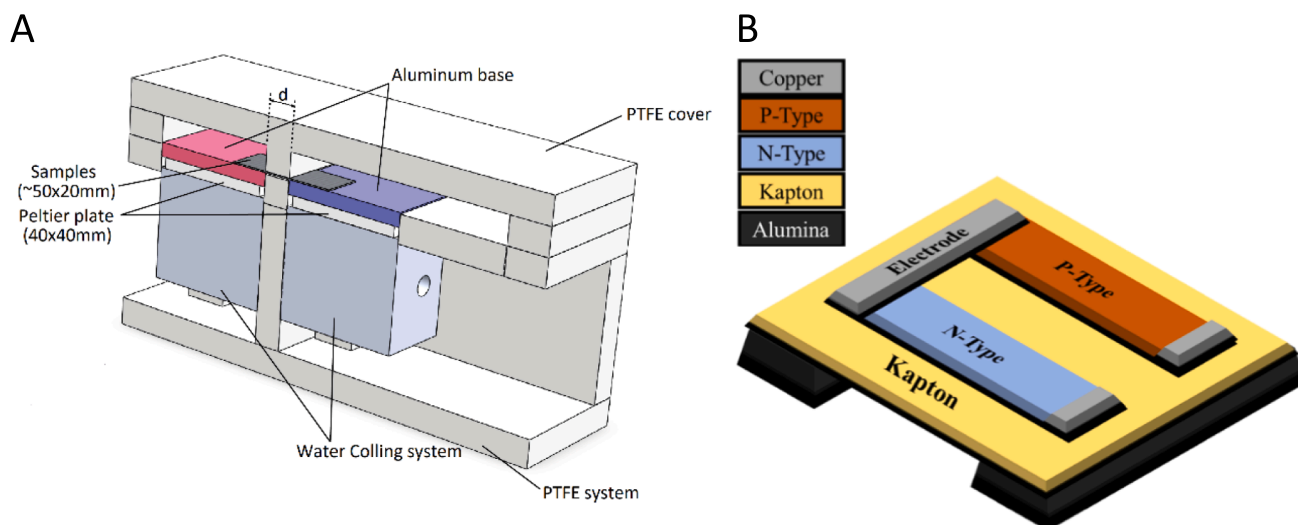 A
Aluminum base
d
PTFE cover
Samples
(~50x20mm)
Peltier plate
(40x40mm)
Water Colling system
PTFE system
B
Copper
P-Type
N-Type
Kapton
Alumina
Electrode
P-Type
N-Type
Kapton